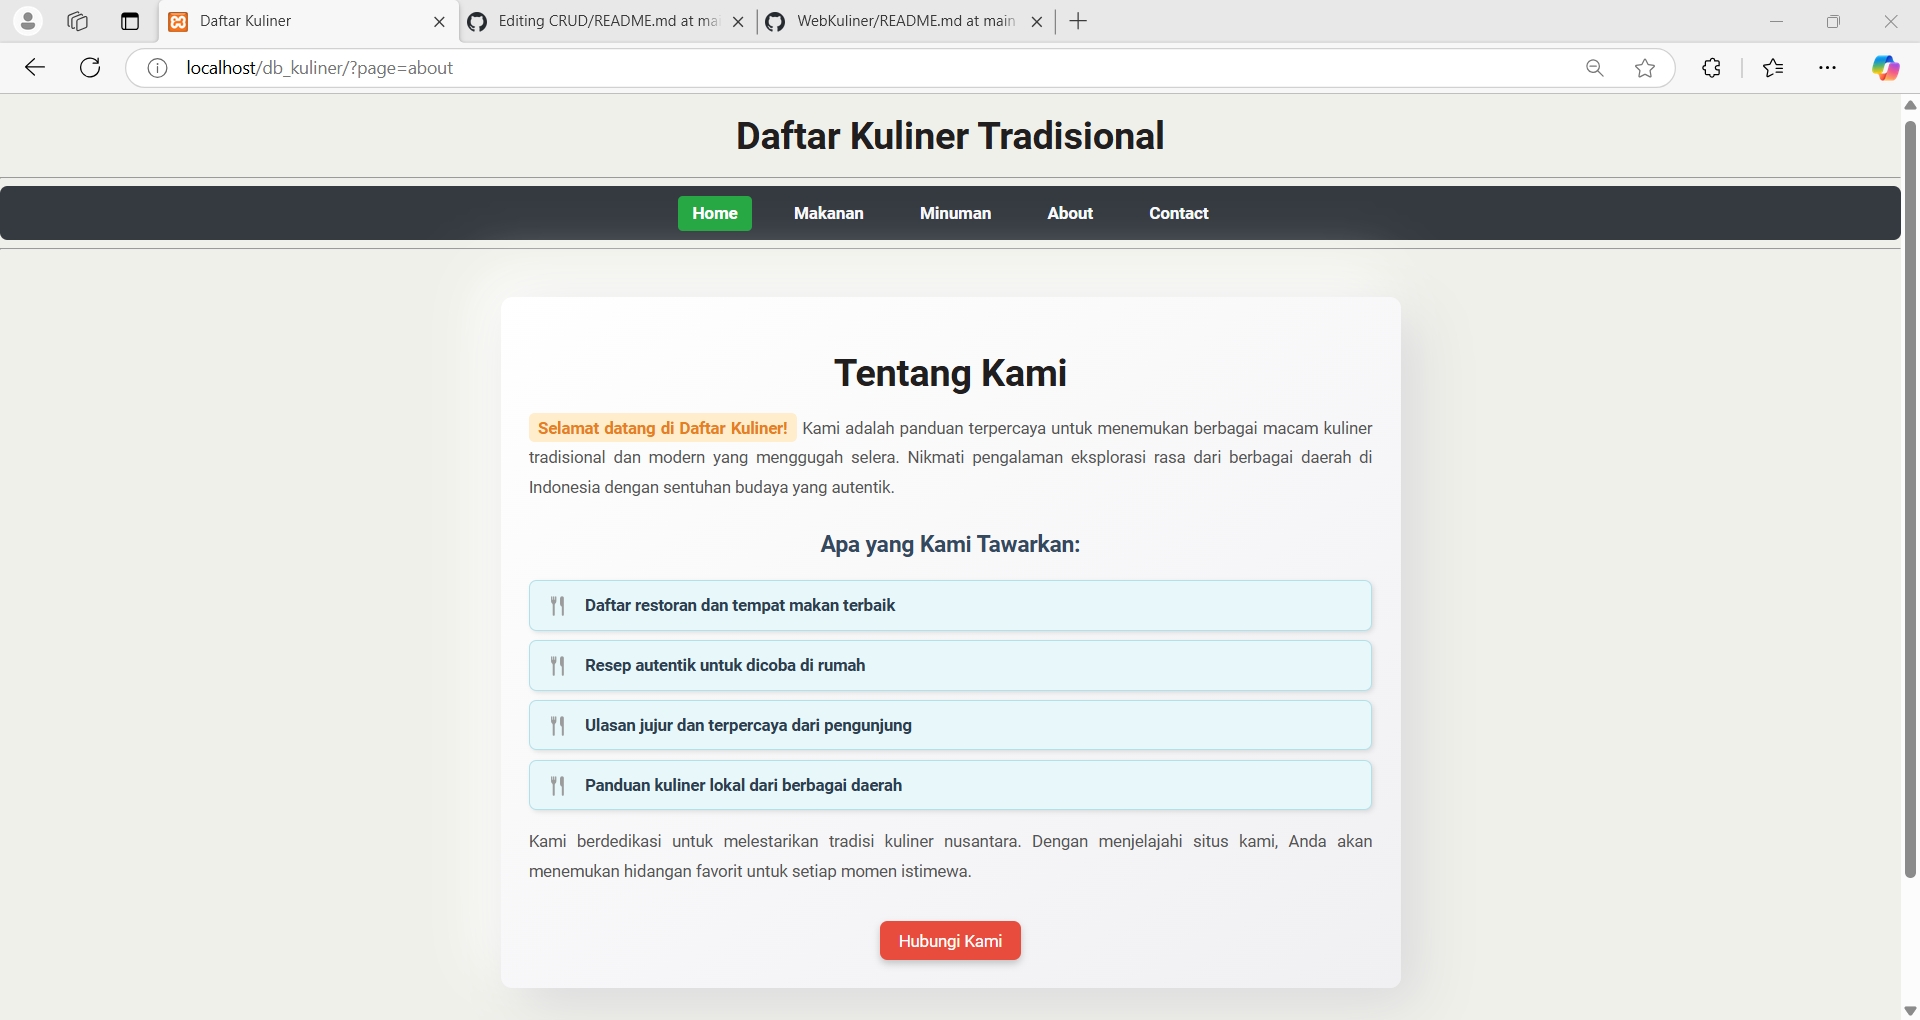 Daftar Kuliner
Editing CRUD/README.md at mai
WebKuliner/README.md at main
localhost/db_kuliner/?page=about
Daftar Kuliner Tradisional
Home Makanan Minuman About Contact
Tentang Kami
Selamat datang di Daftar Kuliner! Kami adalah panduan terpercaya untuk menemukan berbagai macam kuliner
tradisional dan modern yang menggugah selera. Nikmati pengalaman eksplorasi rasa dari berbagai daerah di
Indonesia dengan sentuhan budaya yang autentik.
Apa yang Kami Tawarkan:
Daftar restoran dan tempat makan terbaik
Resep autentik untuk dicoba di rumah
Ulasan jujur dan terpercaya dari pengunjung
Panduan kuliner lokal dari berbagai daerah
Kami berdedikasi untuk melestarikan tradisi kuliner nusantara. Dengan menjelajahi situs kami, Anda akan
menemukan hidangan favorit untuk setiap momen istimewa.
Hubungi Kami